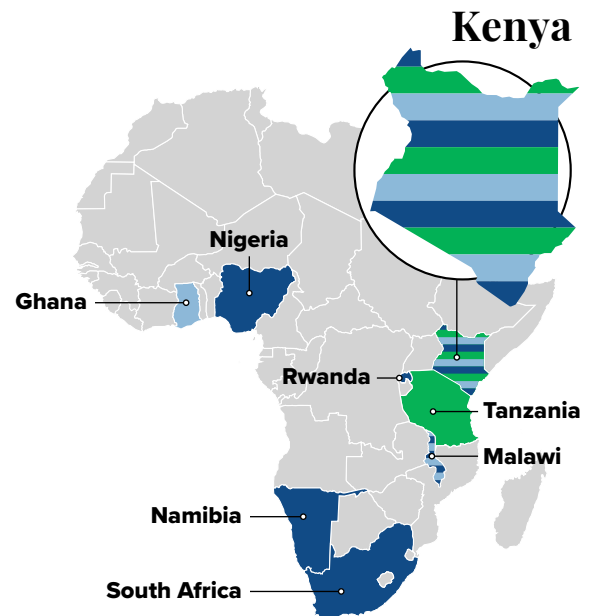 Kenya
Nigeria
Ghana
Rwanda
Tanzania
Malawi
Namibia
South Africa